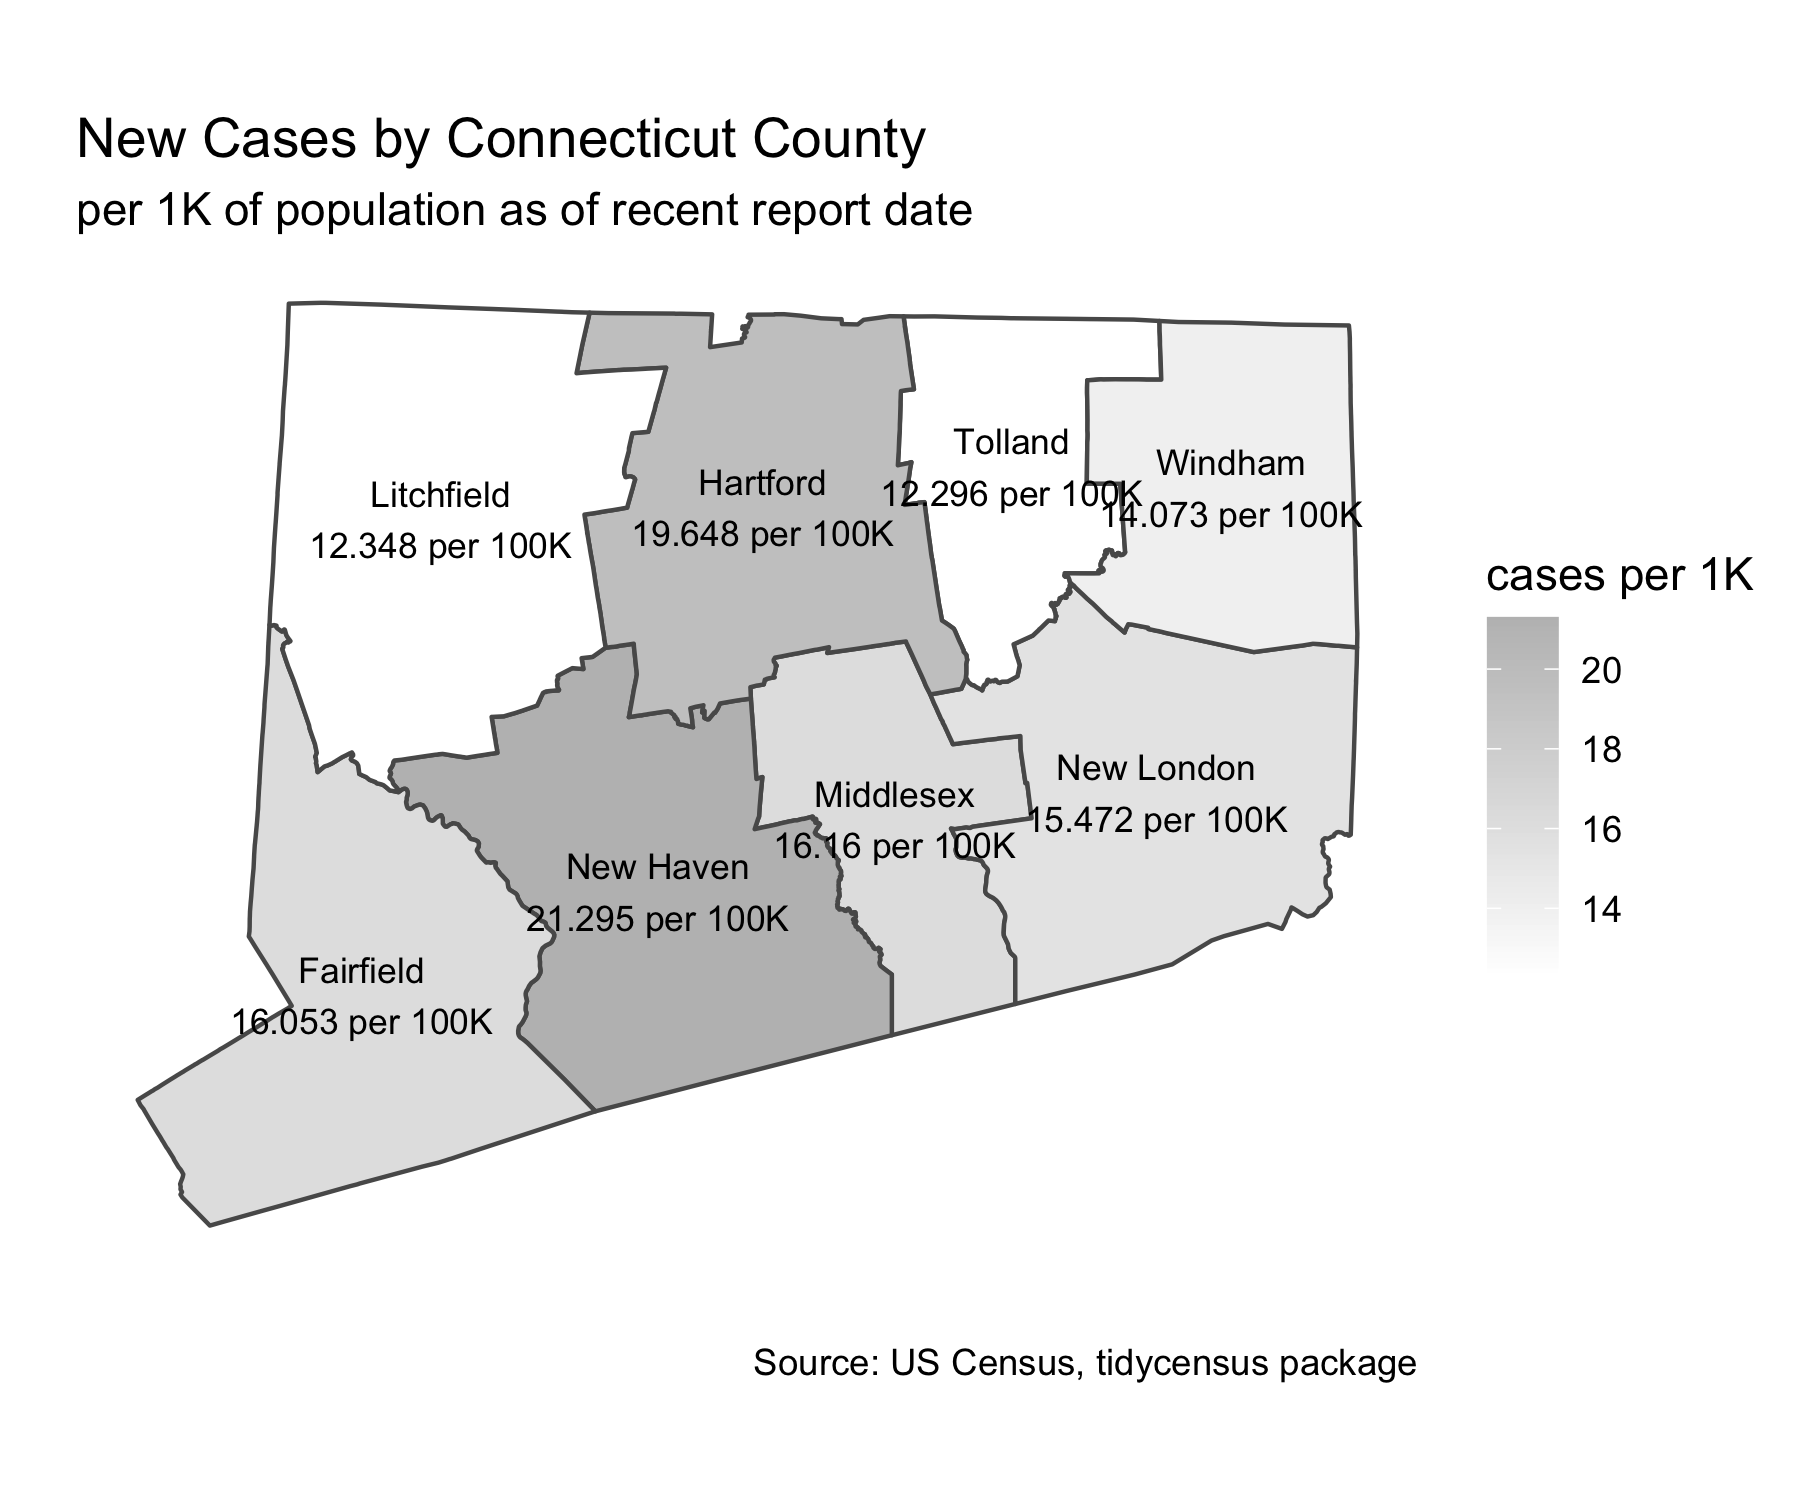 New Cases by Connecticut County
per 1K of population as of recent report date
Litchfield
12.348 per 100K
Hartford
19.648 per 100K
Tolland
12.296 per 100K
Windham
14.073 per 100K
New London
15.472 per 100K
Middlesex
16.16 per 100K
New Haven
21.295 per 100K
Fairfield
16.053 per 100K
cases per 1K
20
18
16
14
Source: US Census, tidycensus package